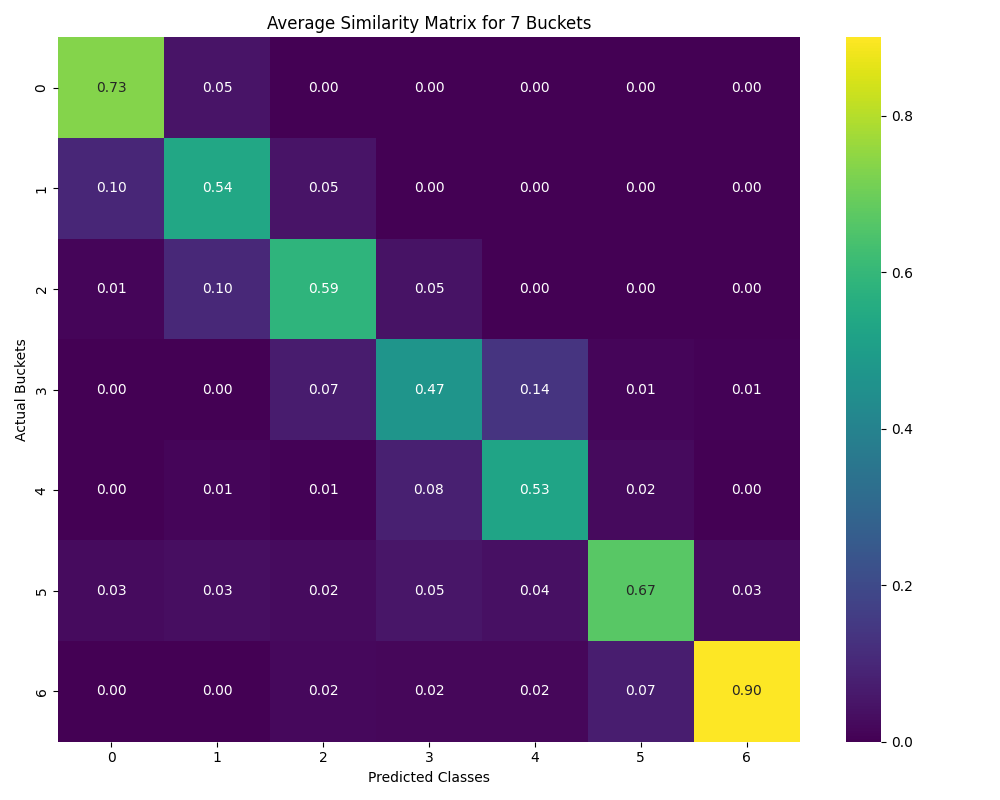 Average Similarity Matrix for 7 Buckets
0 0.73 0.05 0.00 0.00 0.00 0.00 0.00
1 0.10 0.54 0.05 0.00 0.00 0.00 0.00
2 0.01 0.10 0.59 0.05 0.00 0.00 0.00
3 0.00 0.00 0.07 0.47 0.14 0.01 0.01
4 0.00 0.01 0.01 0.08 0.53 0.02 0.00
5 0.03 0.03 0.02 0.05 0.04 0.67 0.03
6 0.00 0.00 0.02 0.02 0.02 0.07 0.90
0 1 2 3 4 5 6
Predicted Classes
Actual Buckets
0.8
0.6
0.4
0.2
0.0